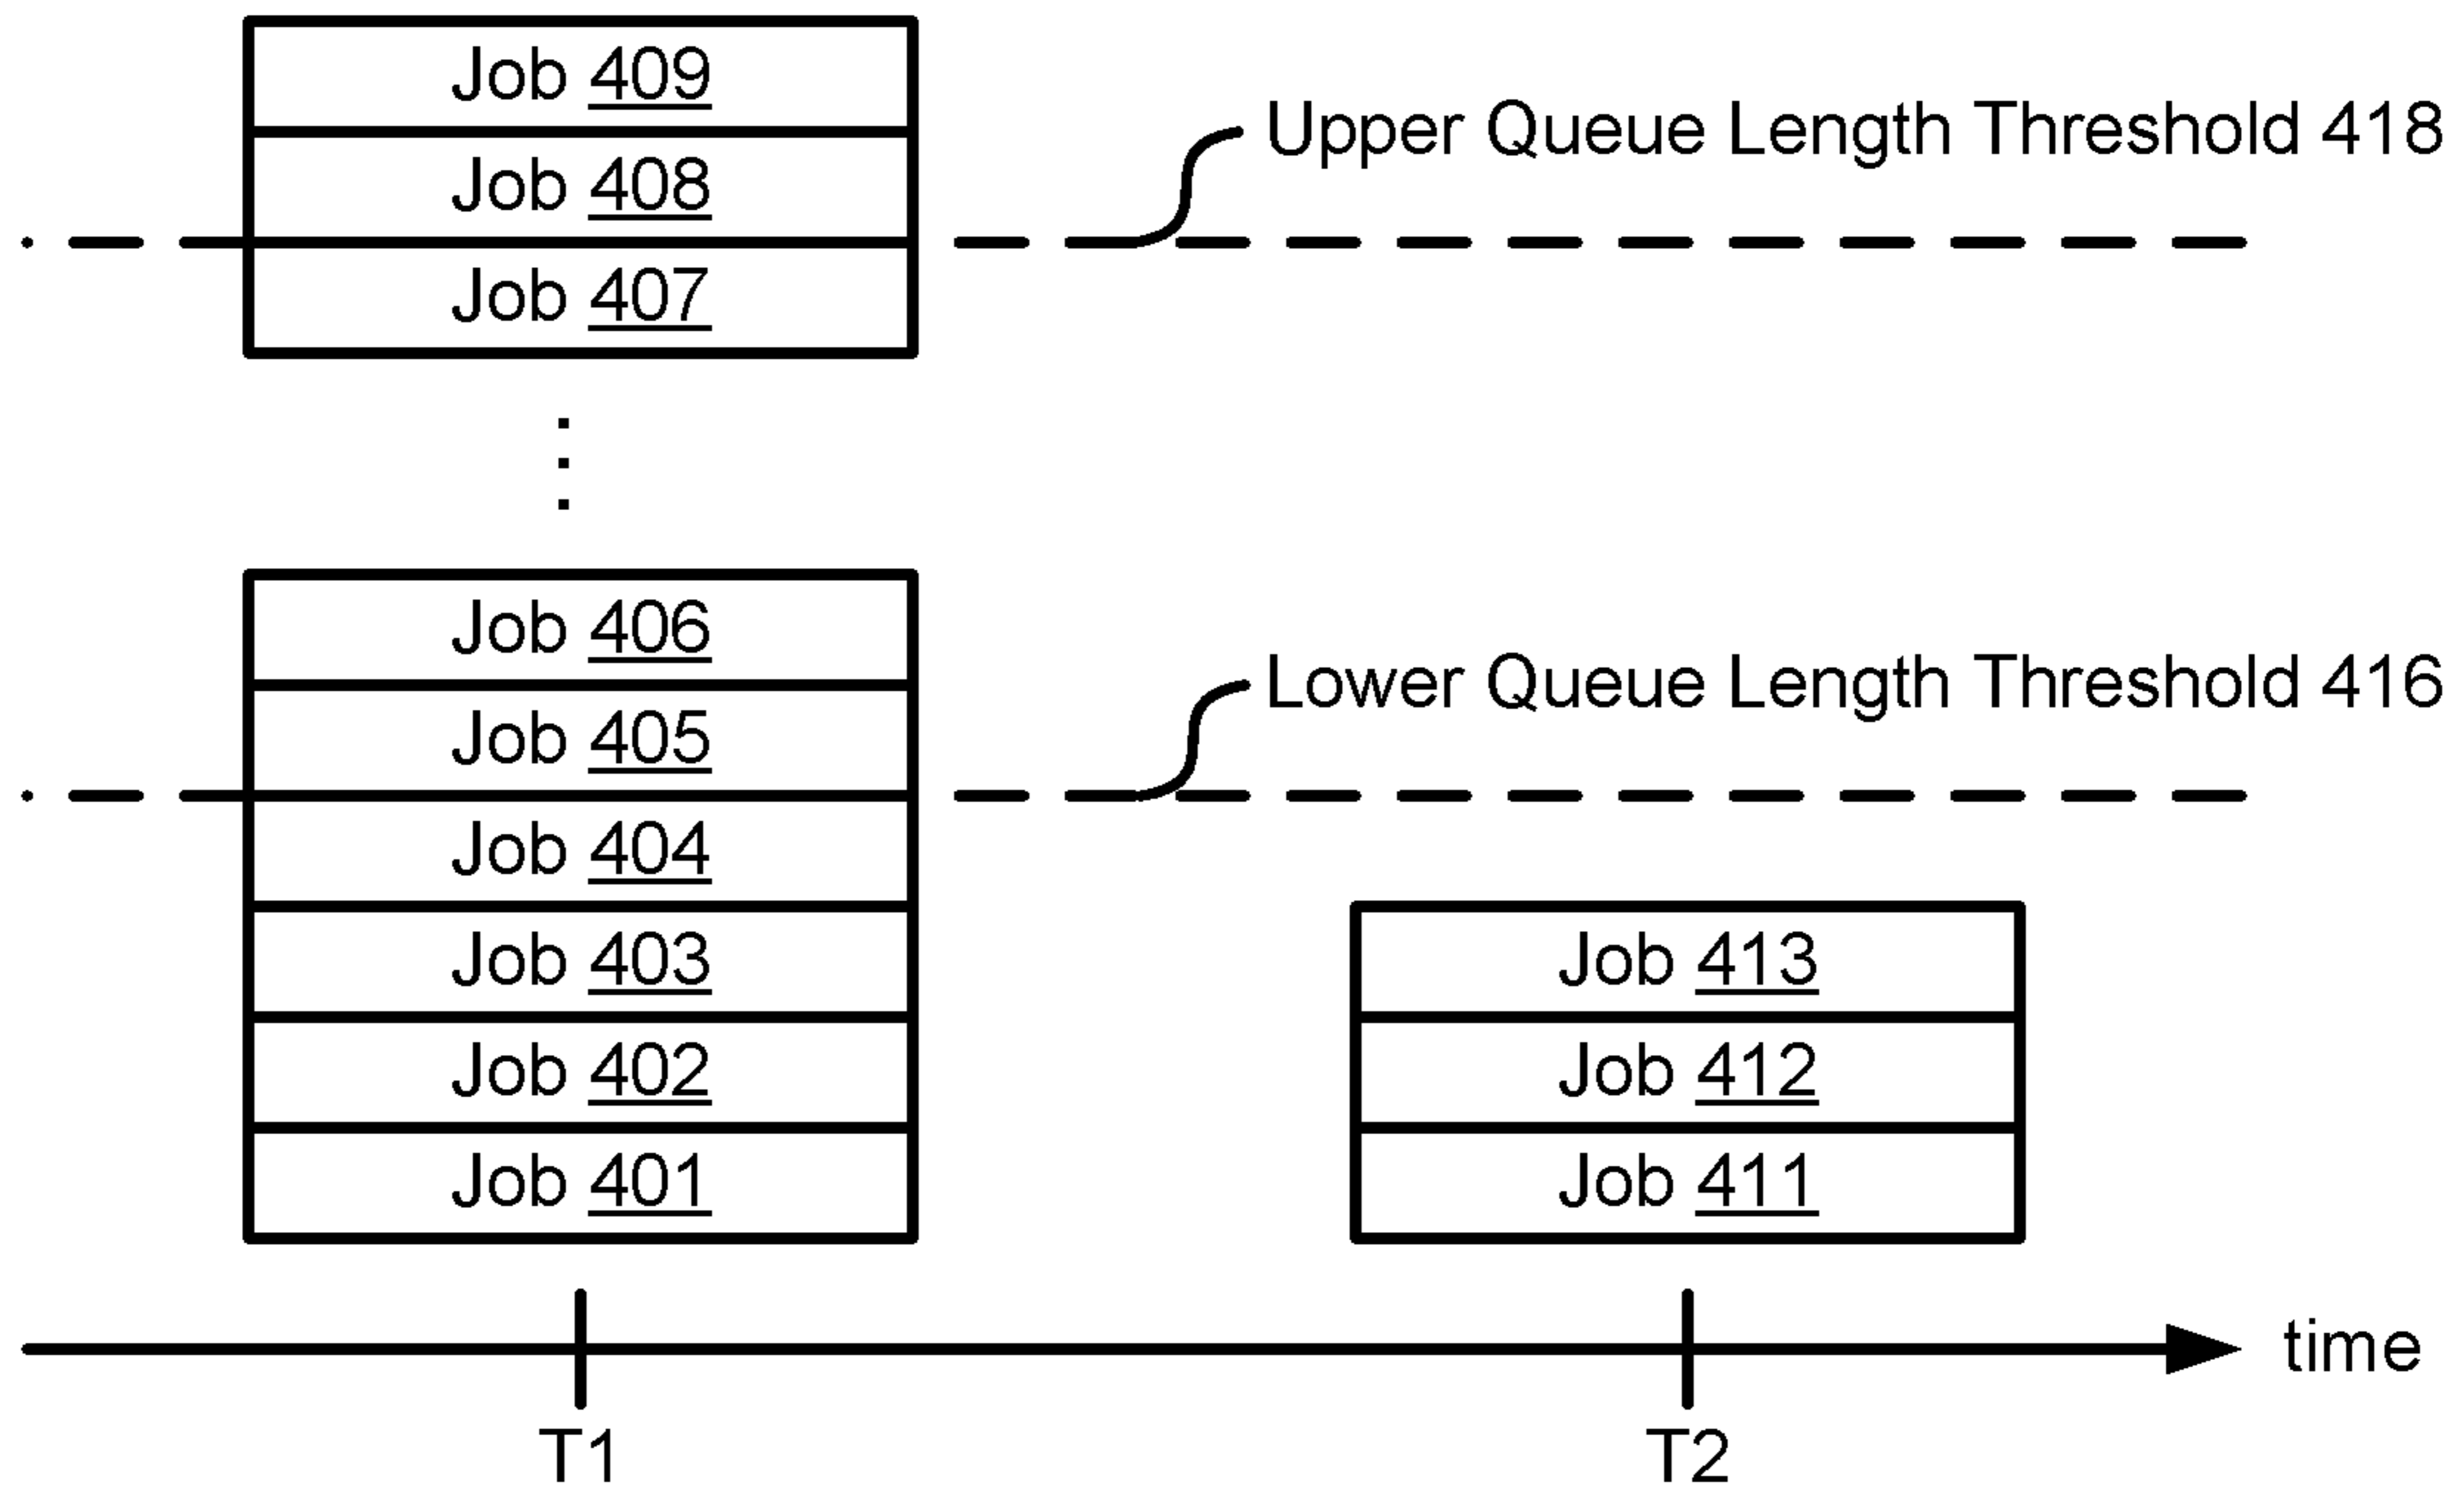 Job 409
Upper Queue Length Threshold 418
Job 408
Job 407
Job 406
Lower Queue Length Threshold 416
Job 405
Job 404
Job 403
Job 413
Job 402
Job 412
Job 401
Job 411
time
T1
T2